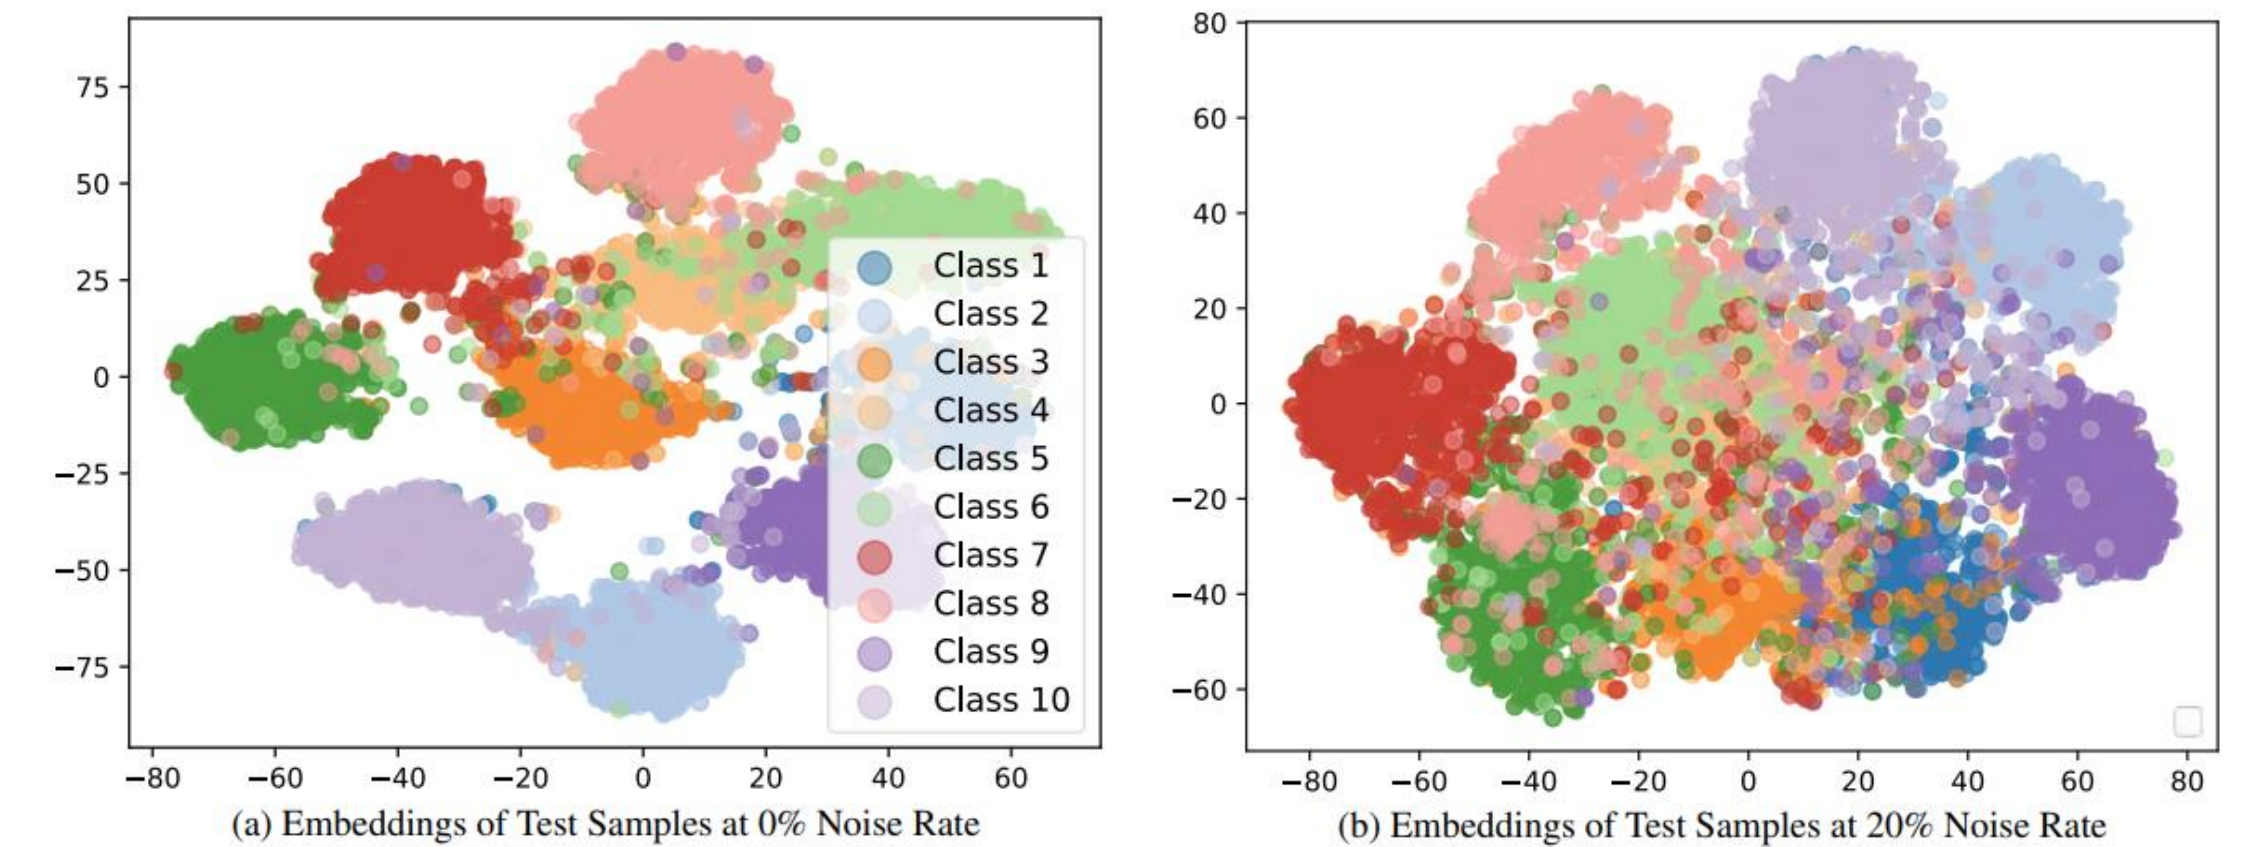 75
50
25
0
−25
−50
−75
−80 −60 −40 −20 0 20 40 60
Class 1
Class 2
Class 3
Class 4
Class 5
Class 6
Class 7
Class 8
Class 9
Class 10
(a) Embeddings of Test Samples at 0% Noise Rate
80
60
40
20
0
−20
−40
−60
−80 −60 −40 −20 0 20 40 60 80
(b) Embeddings of Test Samples at 20% Noise Rate